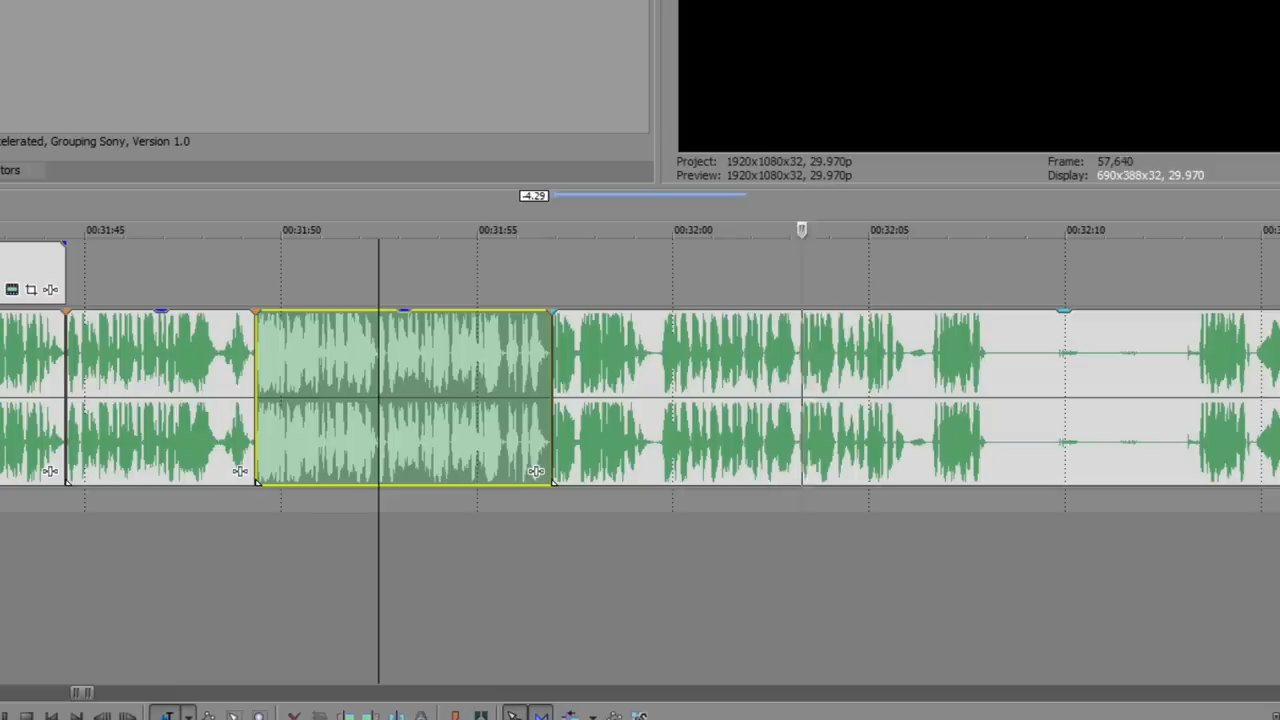 elerated, Grouping Sony, Version 1.0
tors
Project: 1920x1080x32, 29.970p
Frame: 57,640
Preview: 1920x1080x32, 29.970p
Display: 690x388x32, 29.970
-4.29
00:31:45
00:31:50
00:31:55
00:32:00
00:32:05
00:32:10
00:3